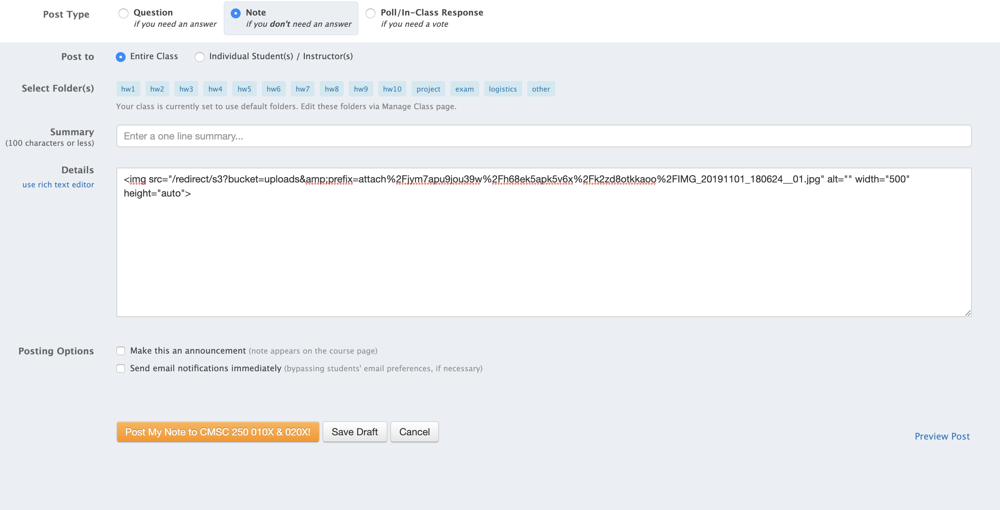 Post Type
Question
if you need an answer
Note
if you don't need an answer
Poll/In-Class Response
if you need a vote
Post to
Entire Class
Individual Student(s) / Instructor(s)
Select Folder(s)
hw1 hw2 hw3 hw4 hw5 hw6 hw7 hw8 hw9 hw10 project exam logistics other
Your class is currently set to use default folders. Edit these folders via Manage Class page.
Summary
(100 characters or less)
Enter a one line summary...
Details
use rich text editor
<img src="/redirect/s3?bucket=uploads&amp;prefix=attach%2Fjym7apu9jou39w%2Fh68ek5apk5v6x%2Fk2zd8otkkaoo%2FIMG_20191101_180624__01.jpg" alt="" width="500"
height="auto">
Posting Options
Make this an announcement (note appears on the course page)
Send email notifications immediately (bypassing students' email preferences, if necessary)
Post My Note to CMSC 250 010X & 020X!
Save Draft
Cancel
Preview Post